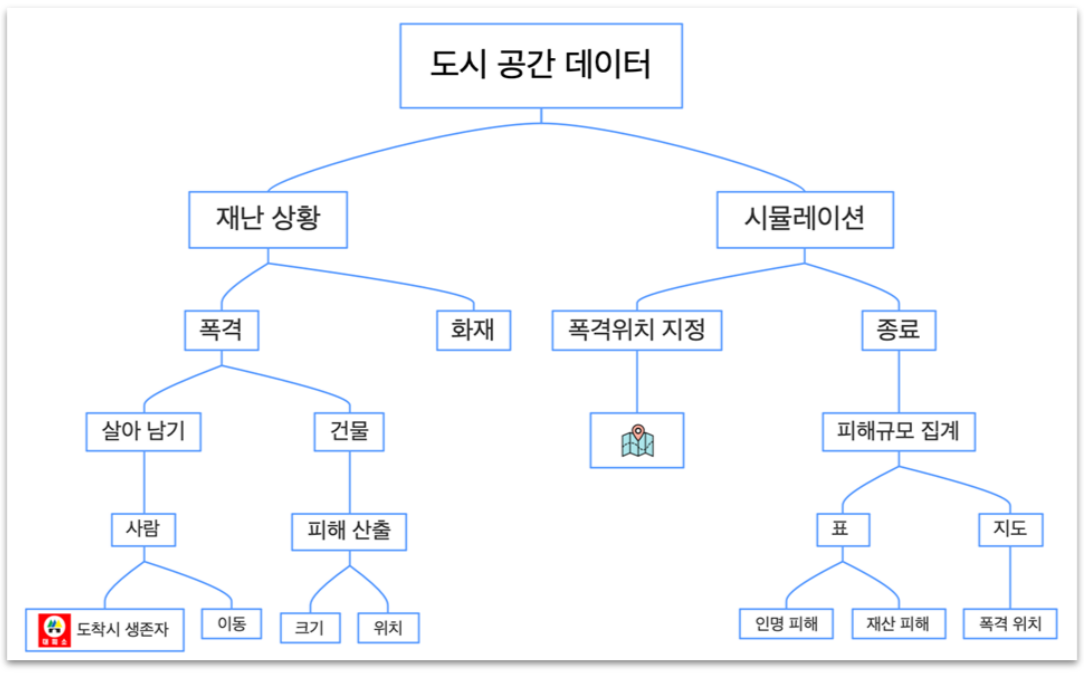 도시 공간 데이터
재난 상황
시뮬레이션
폭격
화재
폭격위치 지정
종료
살아 남기
건물
피해규모 집계
사람
피해 산출
표
지도
대피소
도착시 생존자
이동
크기
위치
인명 피해
재산 피해
폭격 위치